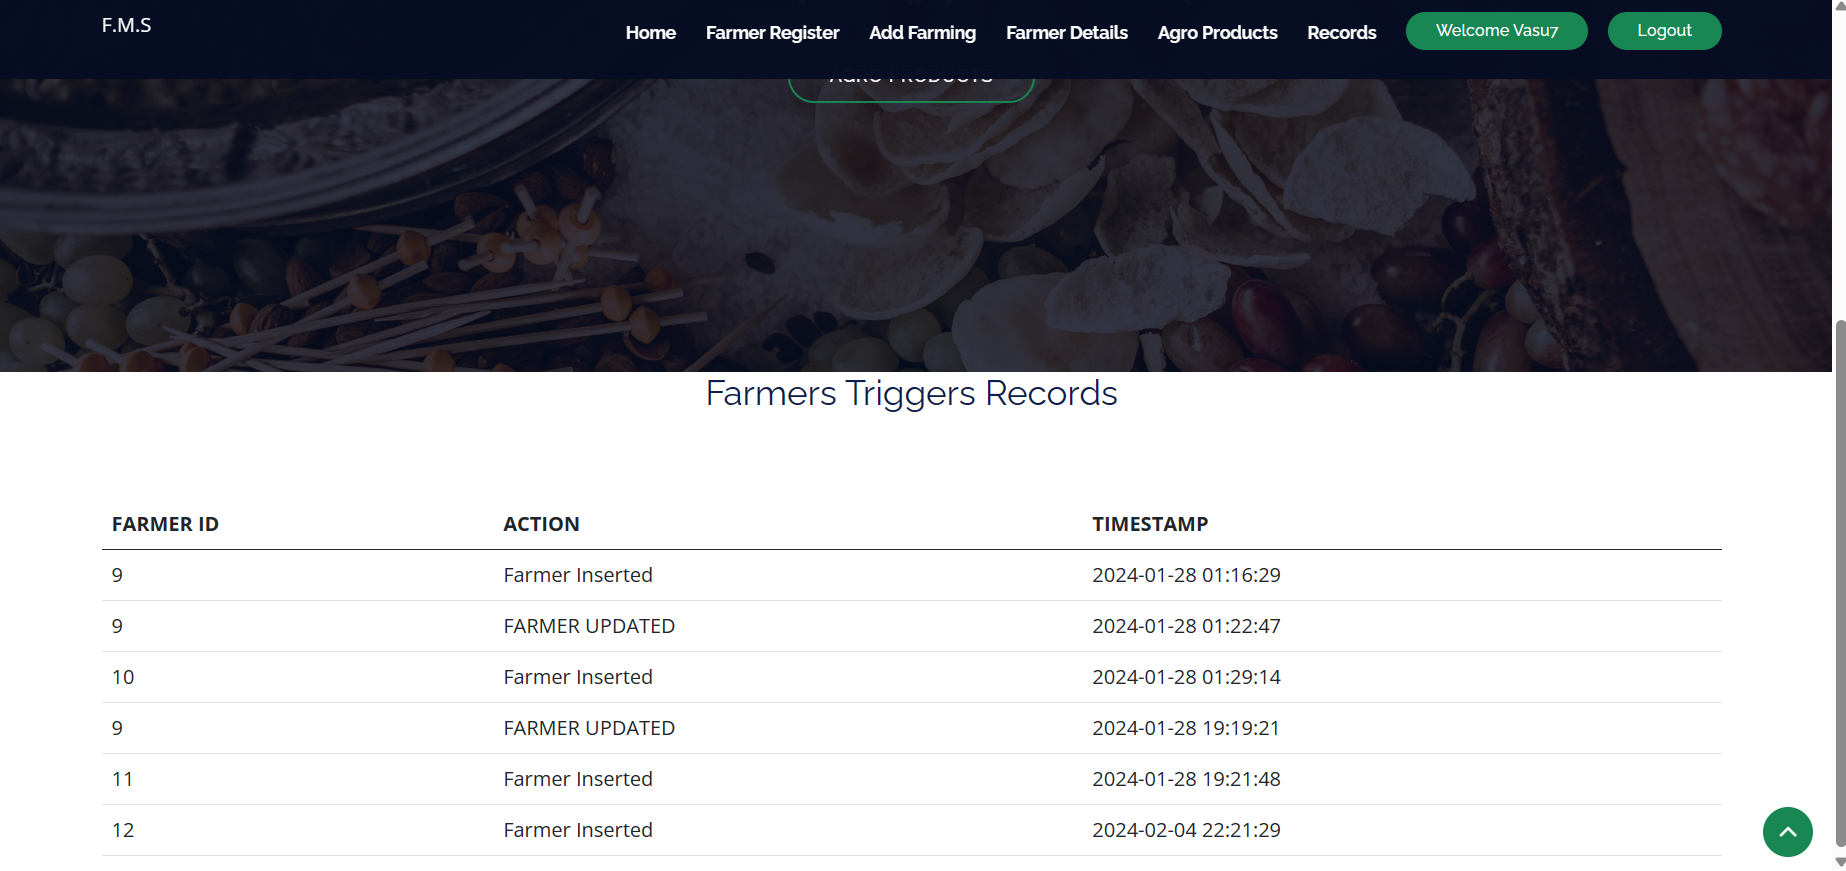 F.M.S
Home Farmer Register Add Farming Farmer Details Agro Products Records Welcome Vasu7 Logout
AGRO PRODUCTS
Farmers Triggers Records
FARMER ID ACTION TIMESTAMP
9 Farmer Inserted 2024-01-28 01:16:29
9 FARMER UPDATED 2024-01-28 01:22:47
10 Farmer Inserted 2024-01-28 01:29:14
9 FARMER UPDATED 2024-01-28 19:19:21
11 Farmer Inserted 2024-01-28 19:21:48
12 Farmer Inserted 2024-02-04 22:21:29